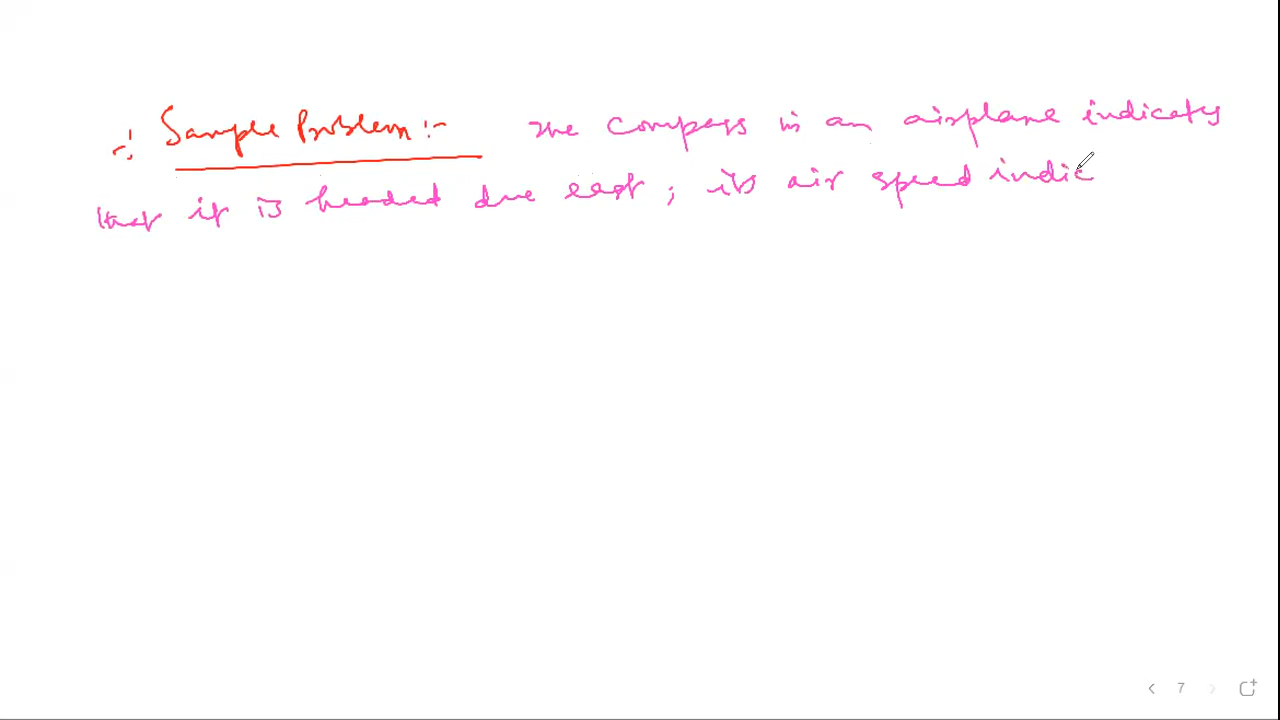 ∴ Sample Problem :- The compass in an airplane indicates
that it is headed due east ; its air speed indic
7